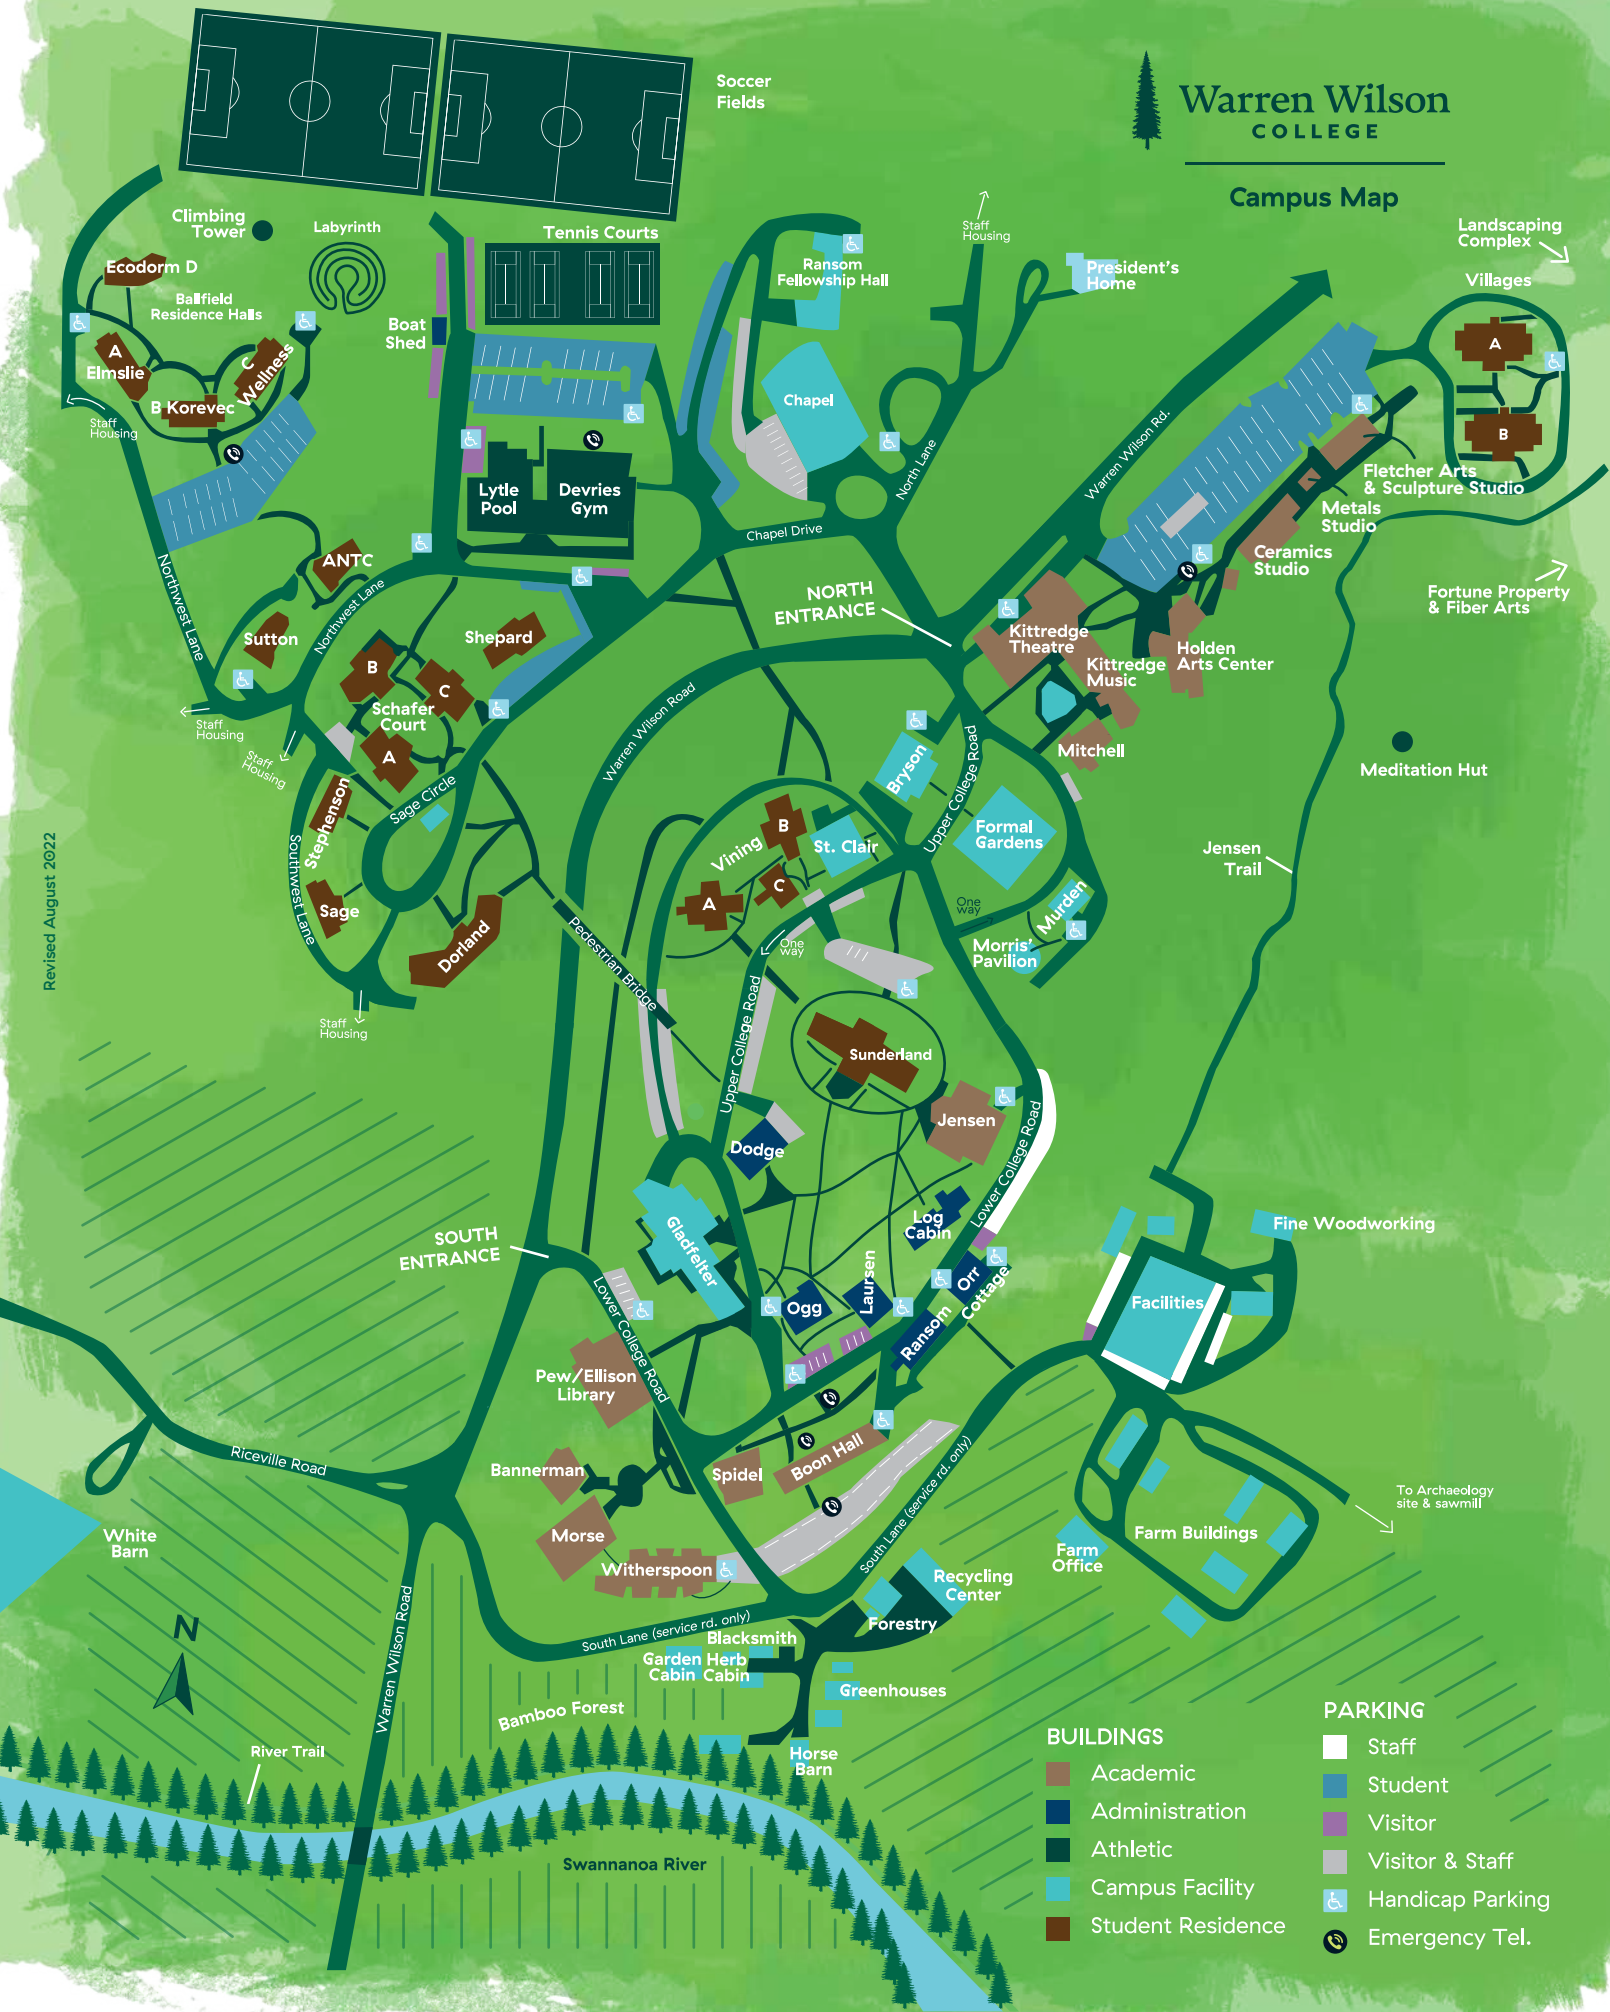 Soccer
Fields
Warren Wilson
COLLEGE
Campus Map
Climbing
Tower
Labyrinth
Tennis Courts
Staff
Housing
Landscaping
Complex
Villages
Ecodorm D
Ballfield
Residence Halls
Ransom
Fellowship Hall
President's
Home
Boat
Shed
A
Elmslie
C
Wellness
B Korevec
Staff
Housing
Chapel
A
B
North Lane
Warren Wilson Rd.
Lytle
Pool
Devries
Gym
Fletcher Arts
& Sculpture Studio
Metals
Studio
Ceramics
Studio
Chapel Drive
ANTC
Northwest Lane
Northwest Lane
NORTH
ENTRANCE
Fortune Property
& Fiber Arts
Sutton
Shepard
B
C
Schafer
Court
A
Kittredge
Theatre
Kittredge
Music
Holden
Arts Center
Mitchell
Staff
Housing
Staff
Housing
Warren Wilson Road
Bryson
Upper College Road
Meditation Hut
Stephenson
Sage Circle
Southwest Lane
Sage
Dorland
Vining
B
C
A
St. Clair
Formal
Gardens
Jensen
Trail
Revised August 2022
Pedestrian Bridge
One
way
One
way
Murden
Morris'
Pavilion
Staff
Housing
Upper College Road
Sunderland
Jensen
Lower College Road
Dodge
Log
Cabin
SOUTH
ENTRANCE
Gladfelter
Lower College Road
Ogg
Laursen
Orr
Cottage
Ransom
Fine Woodworking
Facilities
Pew/Ellison
Library
Riceville Road
Bannerman
Spidel
Boon Hall
South Lane (service rd. only)
To Archaeology
site & sawmill
White
Barn
Morse
Witherspoon
Farm
Office
Farm Buildings
Recycling
Center
Forestry
N
Warren Wilson Road
South Lane (service rd. only)
Blacksmith
Garden Herb
Cabin Cabin
Greenhouses
Bamboo Forest
River Trail
Horse
Barn
Swannanoa River
BUILDINGS
Academic
Administration
Athletic
Campus Facility
Student Residence
PARKING
Staff
Student
Visitor
Visitor & Staff
Handicap Parking
Emergency Tel.